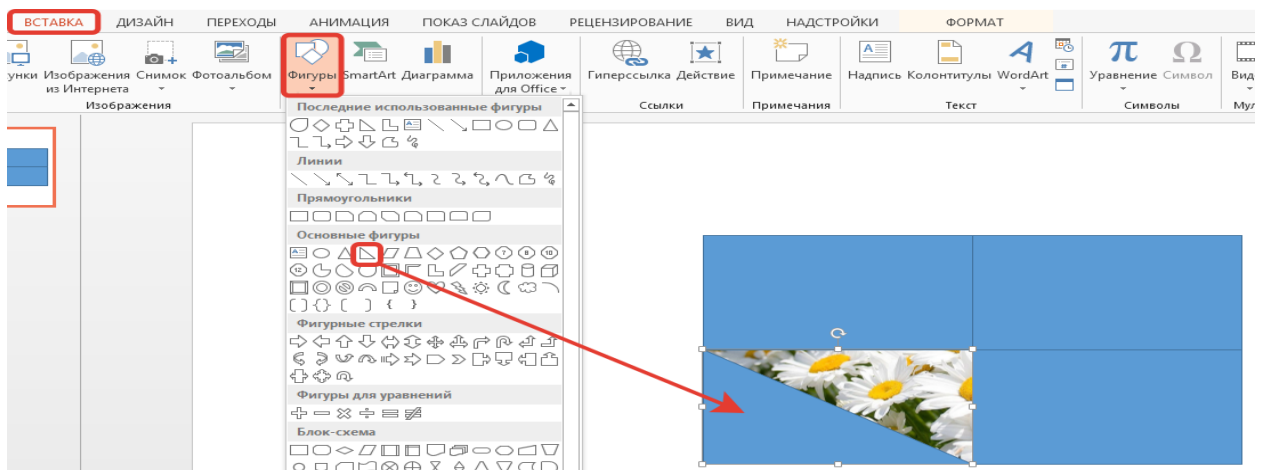 ВСТАВКА ДИЗАЙН ПЕРЕХОДЫ АНИМАЦИЯ ПОКАЗ СЛАЙДОВ РЕЦЕНЗИРОВАНИЕ ВИД НАДСТРОЙКИ ФОРМАТ
унки Изображения Снимок Фотоальбом Фигуры SmartArt Диаграмма Приложения Гиперссылка Действие Примечание Надпись Колонтитулы WordArt Уравнение Символ Вид
из Интернета для Office
Изображения Ссылки Примечания Текст Символы Мул
Последние использованные фигуры
Линии
Прямоугольники
Основные фигуры
Фигурные стрелки
Фигуры для уравнений
Блок-схема